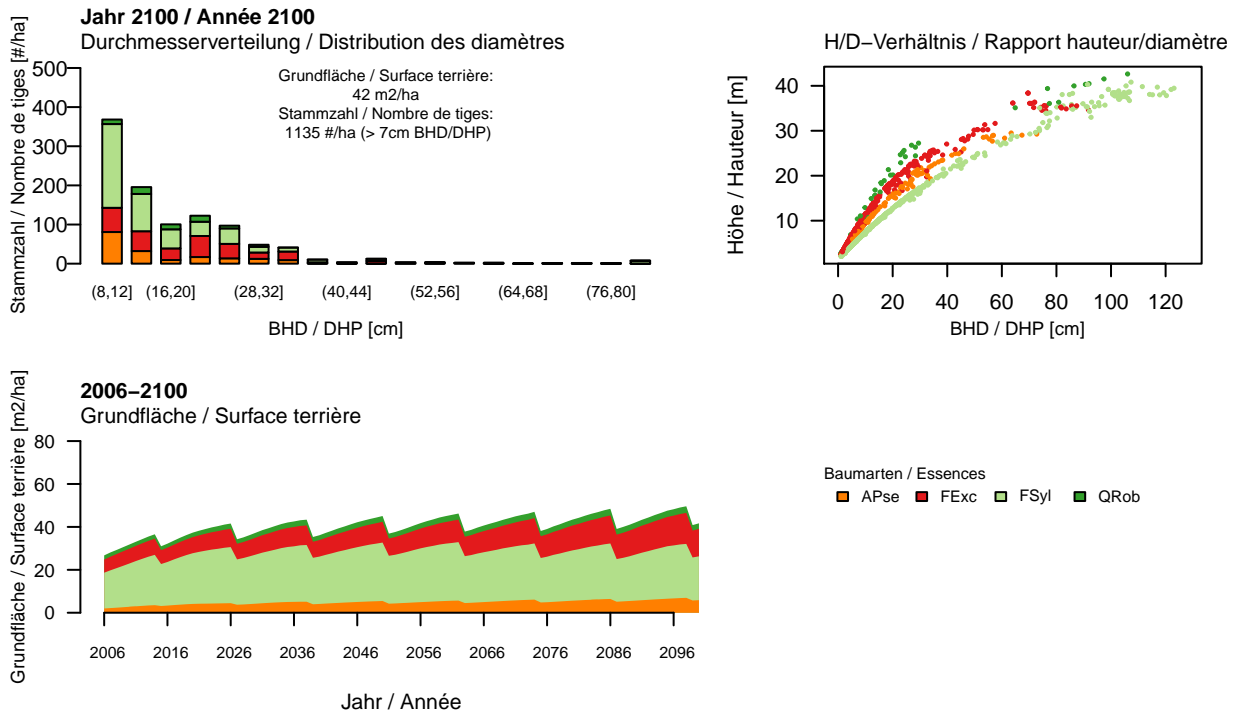 Jahr 2100 / Année 2100
Durchmesserverteilung / Distribution des diamètres
Stammzahl / Nombre de tiges [#/ha]
500
400
300
200
100
0
Grundfläche / Surface terrière:
42 m2/ha
Stammzahl / Nombre de tiges:
1135 #/ha (> 7cm BHD/DHP)
(8,12] (16,20] (28,32] (40,44] (52,56] (64,68] (76,80]
BHD / DHP [cm]
H/D−Verhältnis / Rapport hauteur/diamètre
Höhe / Hauteur [m]
40
30
20
10
0 20 40 60 80 100 120
BHD / DHP [cm]
2006−2100
Grundfläche / Surface terrière
Grundfläche / Surface terrière [m2/ha]
80
60
40
20
0
2006 2016 2026 2036 2046 2056 2066 2076 2086 2096
Jahr / Année
Baumarten / Essences
APse FExc FSyl QRob